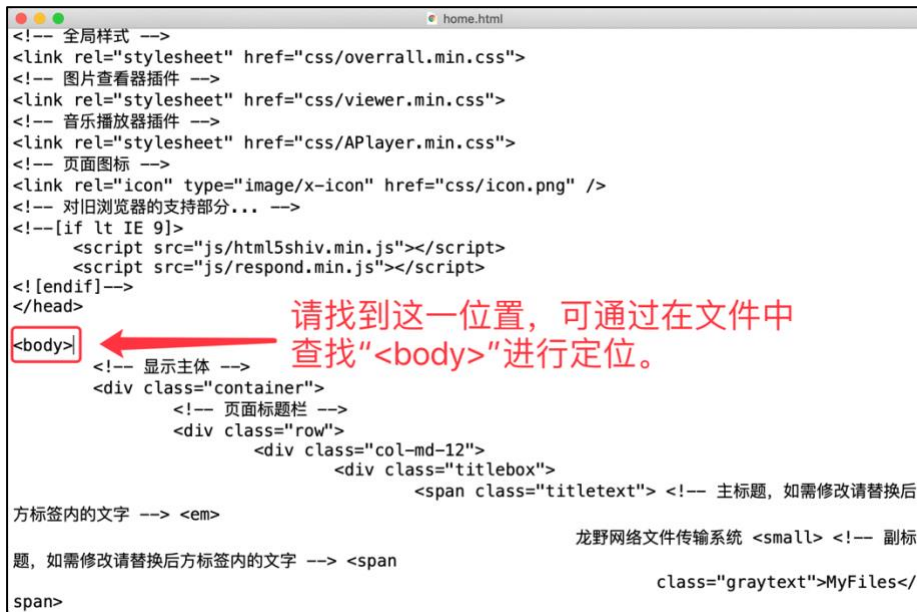 home.html
<!-- 全局样式 -->
<link rel="stylesheet" href="css/overrall.min.css">
<!-- 图片查看器插件 -->
<link rel="stylesheet" href="css/viewer.min.css">
<!-- 音乐播放器插件 -->
<link rel="stylesheet" href="css/APlayer.min.css">
<!-- 页面图标 -->
<link rel="icon" type="image/x-icon" href="css/icon.png" />
<!-- 对旧浏览器的支持部分... -->
<!--[if lt IE 9]>
<script src="js/html5shiv.min.js"></script>
<script src="js/respond.min.js"></script>
<![endif]-->
</head>
请找到这一位置，可通过在文件中
查找“<body>”进行定位。
<body>
<!-- 显示主体 -->
<div class="container">
<!-- 页面标题栏 -->
<div class="row">
<div class="col-md-12">
<div class="titlebox">
<span class="titletext"> <!-- 主标题，如需修改请替换后
方标签内的文字 --> <em>
龙野网络文件传输系统 <small> <!-- 副标
题，如需修改请替换后方标签内的文字 --> <span
class="graytext">MyFiles</
span>